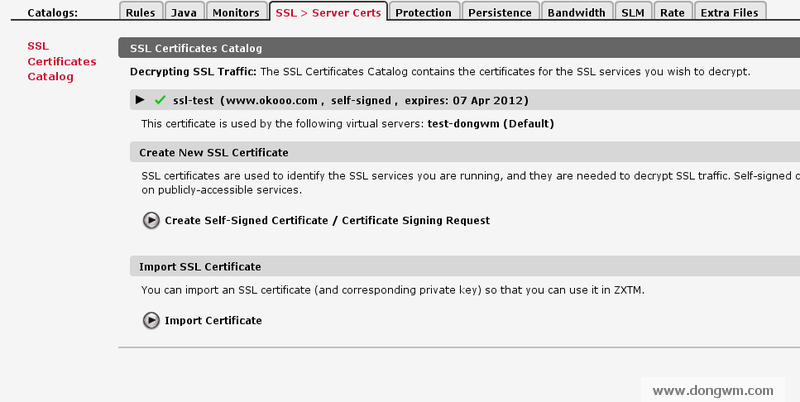 Catalogs: Rules Java Monitors SSL > Server Certs Protection Persistence Bandwidth SLM Rate Extra Files
SSL
Certificates
Catalog
SSL Certificates Catalog
Decrypting SSL Traffic: The SSL Certificates Catalog contains the certificates for the SSL services you wish to decrypt.
ssl-test (www.okooo.com , self-signed , expires: 07 Apr 2012)
This certificate is used by the following virtual servers: test-dongwm (Default)
Create New SSL Certificate
SSL certificates are used to identify the SSL services you are running, and they are needed to decrypt SSL traffic. Self-signed c
on publicly-accessible services.
Create Self-Signed Certificate / Certificate Signing Request
Import SSL Certificate
You can import an SSL certificate (and corresponding private key) so that you can use it in ZXTM.
Import Certificate
www.dongwm.com